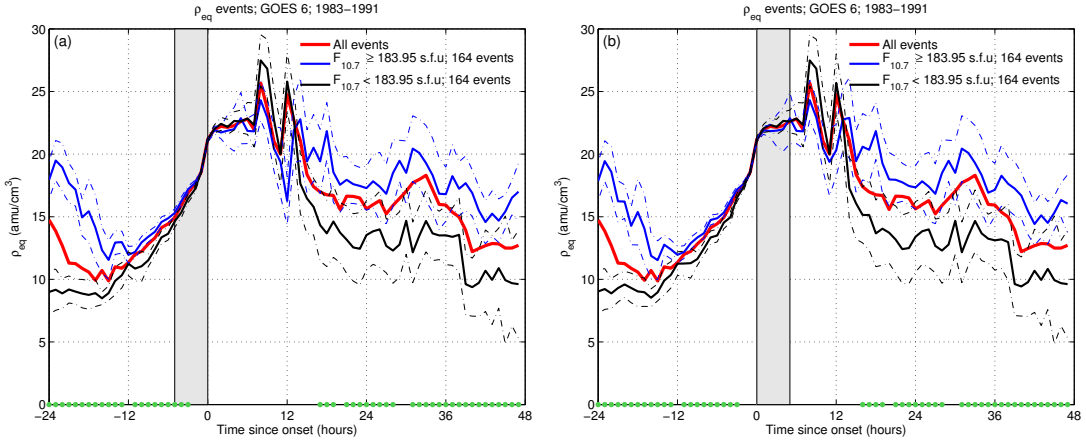 ρeq events; GOES 6; 1983−1991
(a)
All events
F10.7 ≥ 183.95 s.f.u; 164 events
F10.7 < 183.95 s.f.u; 164 events
ρeq (amu/cm3)
30
25
20
15
10
5
0
−24 −12 0 12 24 36 48
Time since onset (hours)
ρeq events; GOES 6; 1983−1991
(b)
All events
F10.7 ≥ 183.95 s.f.u; 164 events
F10.7 < 183.95 s.f.u; 164 events
ρeq (amu/cm3)
30
25
20
15
10
5
0
−24 −12 0 12 24 36 48
Time since onset (hours)